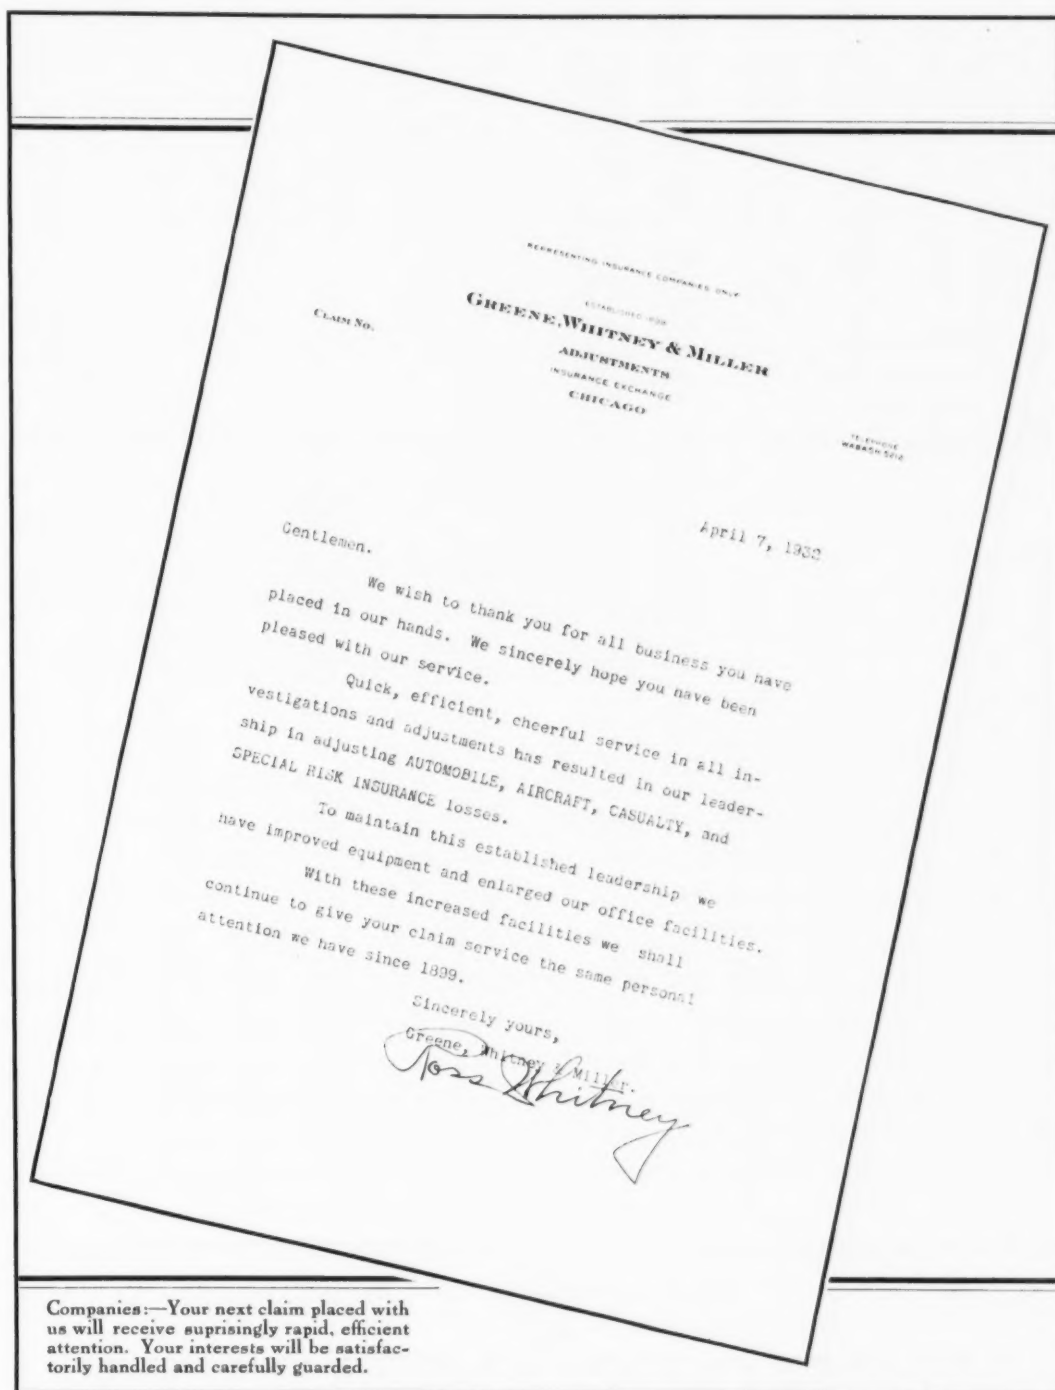 REPRESENTING INSURANCE COMPANIES ONLY
ESTABLISHED
GREENE, WHITNEY & MILLER
CLAIM NO.
ADJUSTMENTS
INSURANCE EXCHANGE
CHICAGO
TELEPHONE
WABASH 5212
April 7, 1932
Gentlemen.
We wish to thank you for all business you have
placed in our hands. We sincerely hope you have been
pleased with our service.
Quick, efficient, cheerful service in all in-
vestigations and adjustments has resulted in our leader-
ship in adjusting AUTOMOBILE, AIRCRAFT, CASUALTY, and
SPECIAL RISK INSURANCE losses.
To maintain this established leadership we
have improved equipment and enlarged our office facilities.
With these increased facilities we shall
continue to give your claim service the same personal
attention we have since 1899.
Sincerely yours,
Greene, Whitney & Miller.
Ross Whitney
Companies:—Your next claim placed with
us will receive suprisingly rapid, efficient
attention. Your interests will be satisfac-
torily handled and carefully guarded.